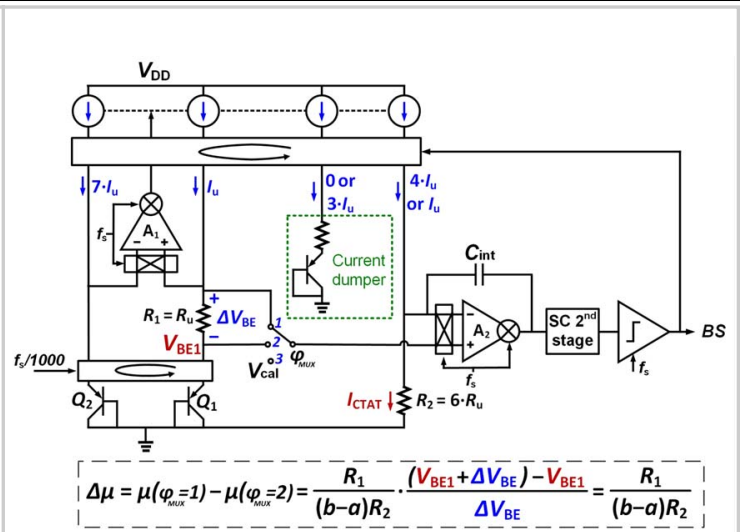 VDD
7·Iu
Iu
0 or
3·Iu
4·Iu
or Iu
A1
fs
- +
Current
dumper
Cint
R1 = Ru
+
ΔVBE
-
VBE1
1
2
3
φMUX
Vcal
-
A2
+
fs
SC 2nd
stage
BS
fs
fs/1000
Q2
Q1
ICTAT
R2 = 6·Ru
Δμ = μ(φMUX=1) – μ(φMUX=2) = R1/(b–a)R2 · (VBE1+ΔVBE) – VBE1/ΔVBE = R1/(b–a)R2